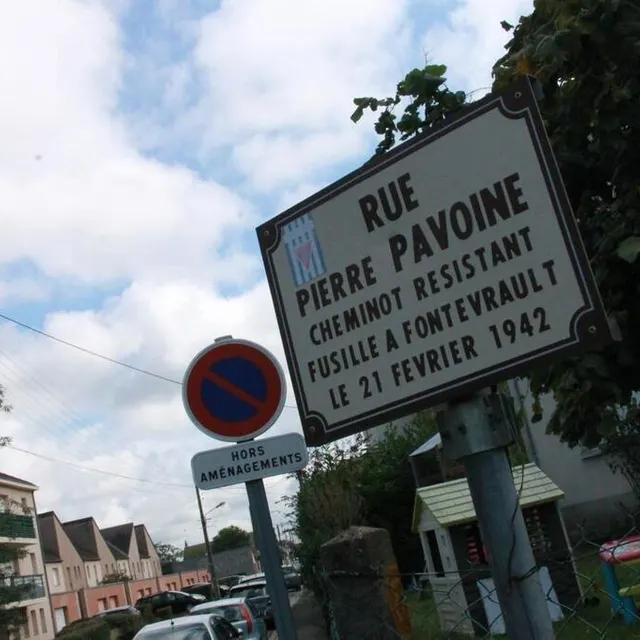 RUE
PIERRE PAVOINE
CHEMINOT RESISTANT
FUSILLE A FONTEVRAULT
LE 21 FEVRIER 1942
HORS
AMÉNAGEMENTS